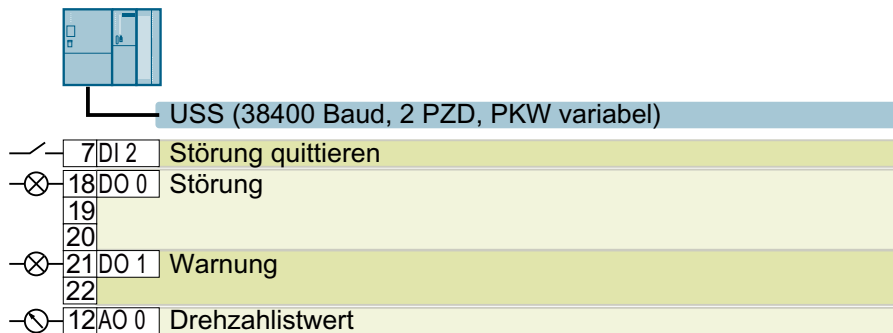 USS (38400 Baud, 2 PZD, PKW variabel)
7 DI 2 Störung quittieren
18 DO 0 Störung
19
20
21 DO 1 Warnung
22
12 AO 0 Drehzahlistwert